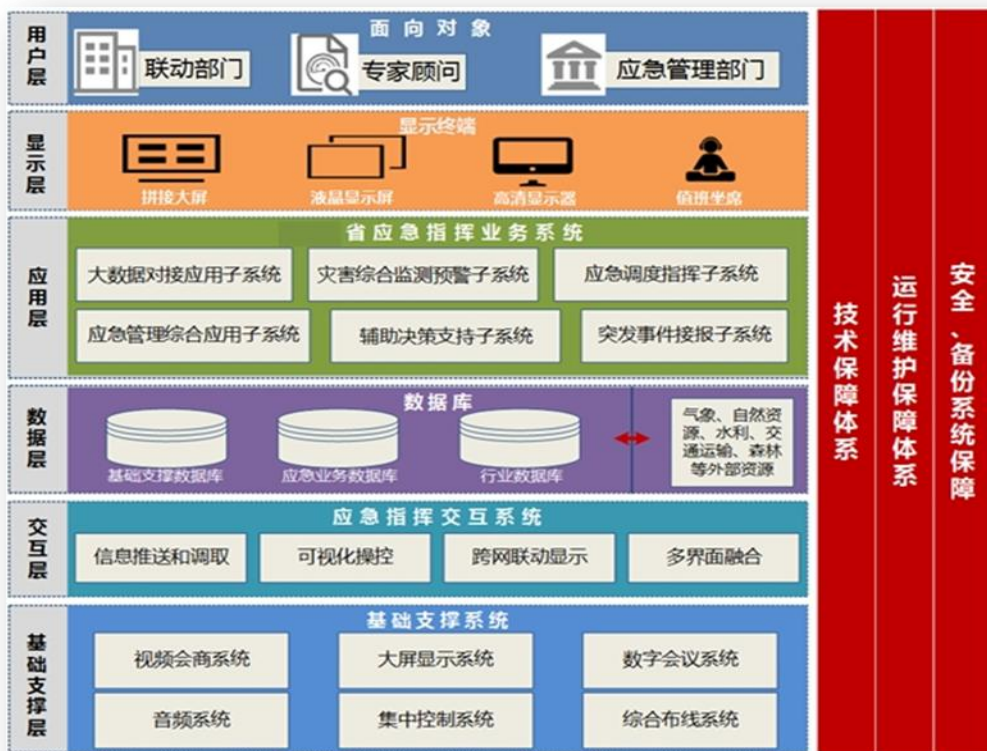 用户层
面向对象
联动部门
专家顾问
应急管理部门
显示层
显示终端
拼接大屏
液晶显示屏
高清显示器
值班坐席
应用层
省应急指挥业务系统
大数据对接应用子系统
灾害综合监测预警子系统
应急调度指挥子系统
应急管理综合应用子系统
辅助决策支持子系统
突发事件接报子系统
数据层
数据库
基础支撑数据库
应急业务数据库
行业数据库
气象、自然资
源、水利、交
通运输、森林
等外部资源
交互层
应急指挥交互系统
信息推送和调取
可视化操控
跨网联动显示
多界面融合
基础支撑层
基础支撑系统
视频会商系统
大屏显示系统
数字会议系统
音频系统
集中控制系统
综合布线系统
技术保障体系
运行维护保障体系
安全、备份系统保障